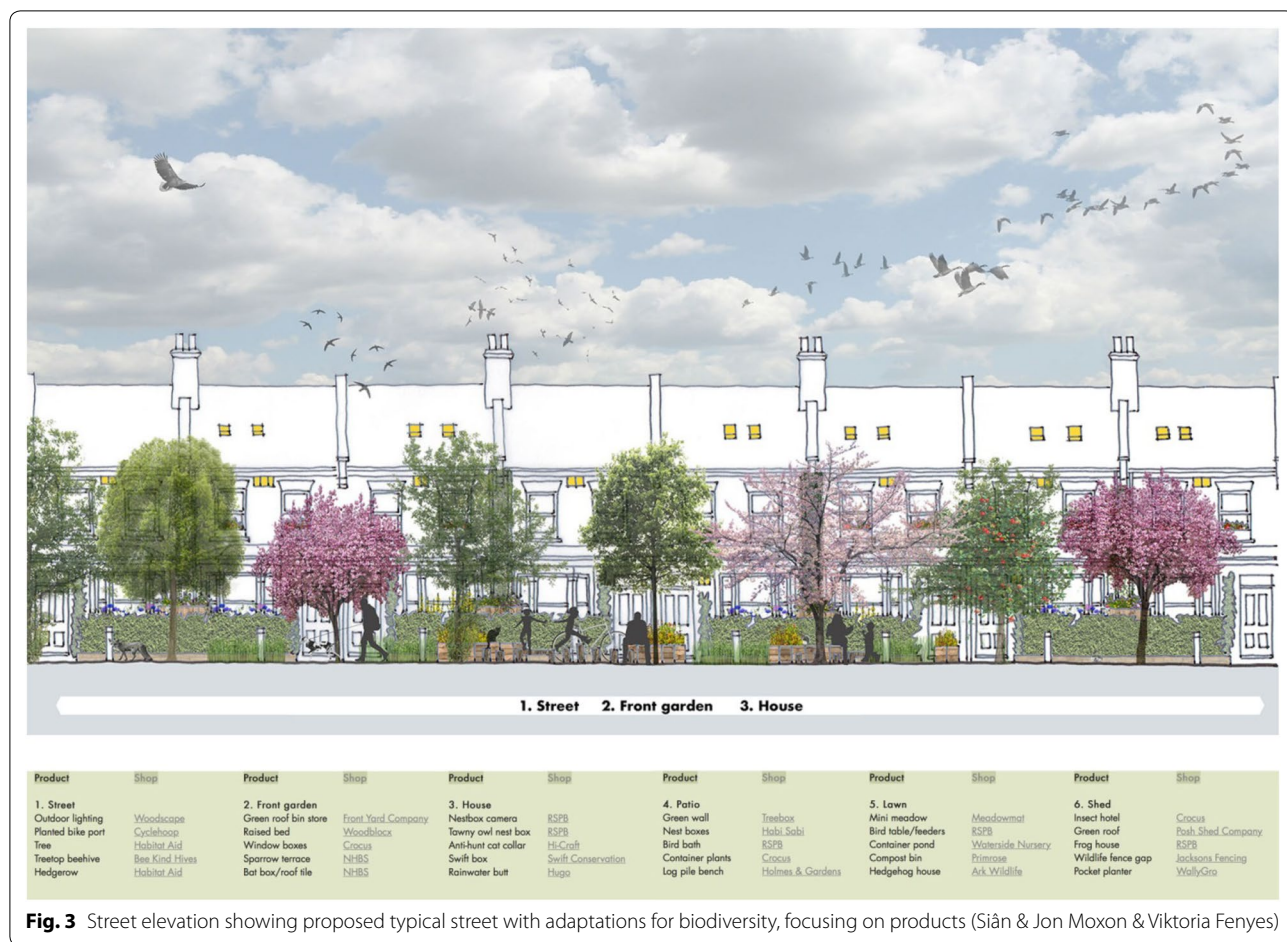 1. Street 2. Front garden 3. House
Product Shop
1. Street
Outdoor lighting Woodscape
Planted bike port Cyclehoop
Tree Habitat Aid
Treetop beehive Bee Kind Hives
Hedgerow Habitat Aid
Product Shop
2. Front garden
Green roof bin store Front Yard Company
Raised bed Woodblocx
Window boxes Crocus
Sparrow terrace NHBS
Bat box/roof tile NHBS
Product Shop
3. House
Nestbox camera RSPB
Tawny owl nest box RSPB
Anti-hunt cat collar Hi-Craft
Swift box Swift Conservation
Rainwater butt Hugo
Product Shop
4. Patio
Green wall Treebox
Nest boxes Habi Sabi
Bird bath RSPB
Container plants Crocus
Log pile bench Holmes & Gardens
Product Shop
5. Lawn
Mini meadow Meadowmat
Bird table/feeders RSPB
Container pond Waterside Nursery
Compost bin Primrose
Hedgehog house Ark Wildlife
Product Shop
6. Shed
Insect hotel Crocus
Green roof Posh Shed Company
Frog house RSPB
Wildlife fence gap Jacksons Fencing
Pocket planter WallyGro
Fig. 3 Street elevation showing proposed typical street with adaptations for biodiversity, focusing on products (Siân & Jon Moxon & Viktoria Fenyes)